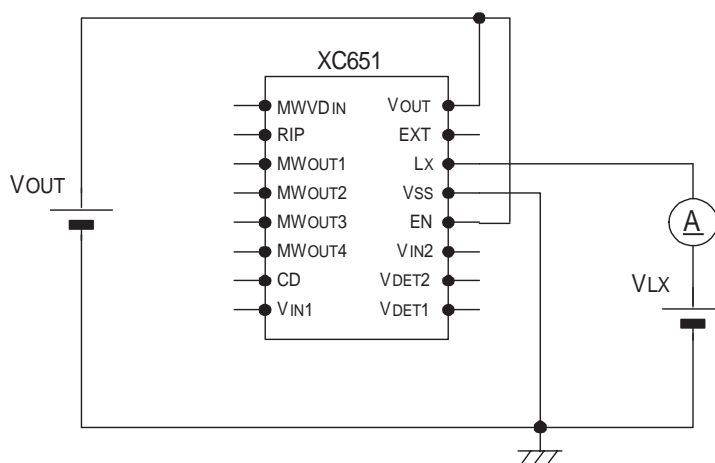 XC651
MWVDIN
RIP
MWOUT1
MWOUT2
MWOUT3
MWOUT4
CD
VIN1
VOUT
EXT
LX
VSS
EN
VIN2
VDET2
VDET1
VOUT
A
VLX